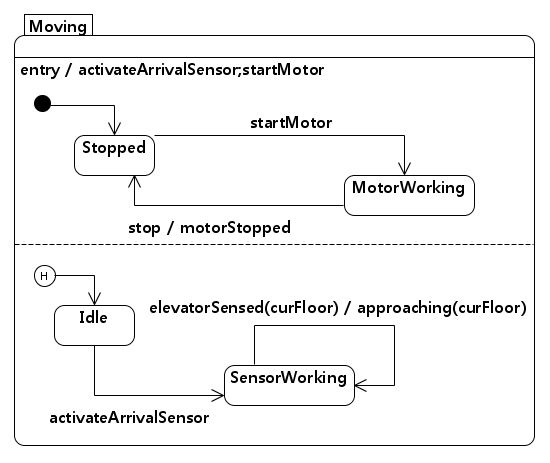 Moving
entry / activateArrivalSensor;startMotor
startMotor
Stopped
MotorWorking
stop / motorStopped
H
elevatorSensed(curFloor) / approaching(curFloor)
Idle
SensorWorking
activateArrivalSensor